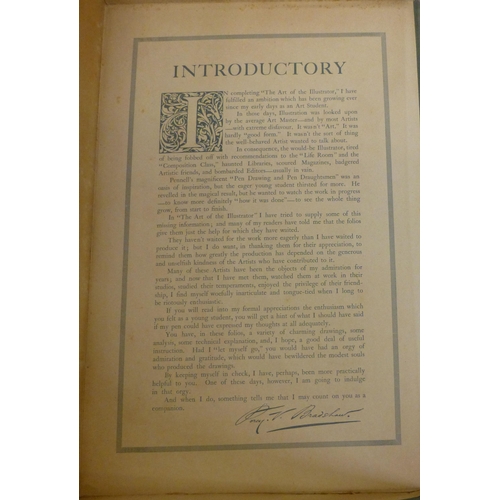 INTRODUCTORY
IN completing "The Art of the Illustrator," I have
fulfilled an ambition which has been growing ever
since my early days as an Art Student.
In those days, Illustration was looked upon
by the average Art Master—and by most Artists
—with extreme disfavour. It wasn't "Art." It was
hardly "good form." It wasn't the sort of thing
the well-behaved Artist wanted to talk about.
In consequence, the would-be Illustrator, tired
of being fobbed off with recommendations to the "Life Room" and the
"Composition Class," haunted Libraries, scoured Magazines, badgered
Artistic friends, and bombarded Editors—usually in vain.
Pennell's magnificent "Pen Drawing and Pen Draughtsmen" was an
oasis of inspiration, but the eager young student thirsted for more. He
revelled in the magical result, but he wanted to watch the work in progress
—to know more definitely "how it was done"—to see the whole thing
grow, from start to finish.
In "The Art of the Illustrator" I have tried to supply some of this
missing information; and many of my readers have told me that the folios
give them just the help for which they have waited.
They haven't waited for the work more eagerly than I have waited to
produce it; but I do want, in thanking them for their appreciation, to
remind them how greatly the production has depended on the generous
and unselfish kindness of the Artists who have contributed to it.
Many of these Artists have been the objects of my admiration for
years; and now that I have met them, watched them at work in their
studios, studied their temperaments, enjoyed the privilege of their friend-
ship, I find myself woefully inarticulate and tongue-tied when I long to
be riotously enthusiastic.
If you will read into my formal appreciations the enthusiasm which
you felt as a young student, you will get a hint of what I should have said
if my pen could have expressed my thoughts at all adequately.
You have, in these folios, a variety of charming drawings, some
analysis, some technical explanation, and, I hope, a good deal of useful
instruction. Had I "let myself go," you would have had an orgy of
admiration and gratitude, which would have bewildered the modest souls
who produced the drawings.
By keeping myself in check, I have, perhaps, been more practically
helpful to you. One of these days, however, I am going to indulge
in that orgy.
And when I do, something tells me that I may count on you as a
companion.
Percy V. Bradshaw.